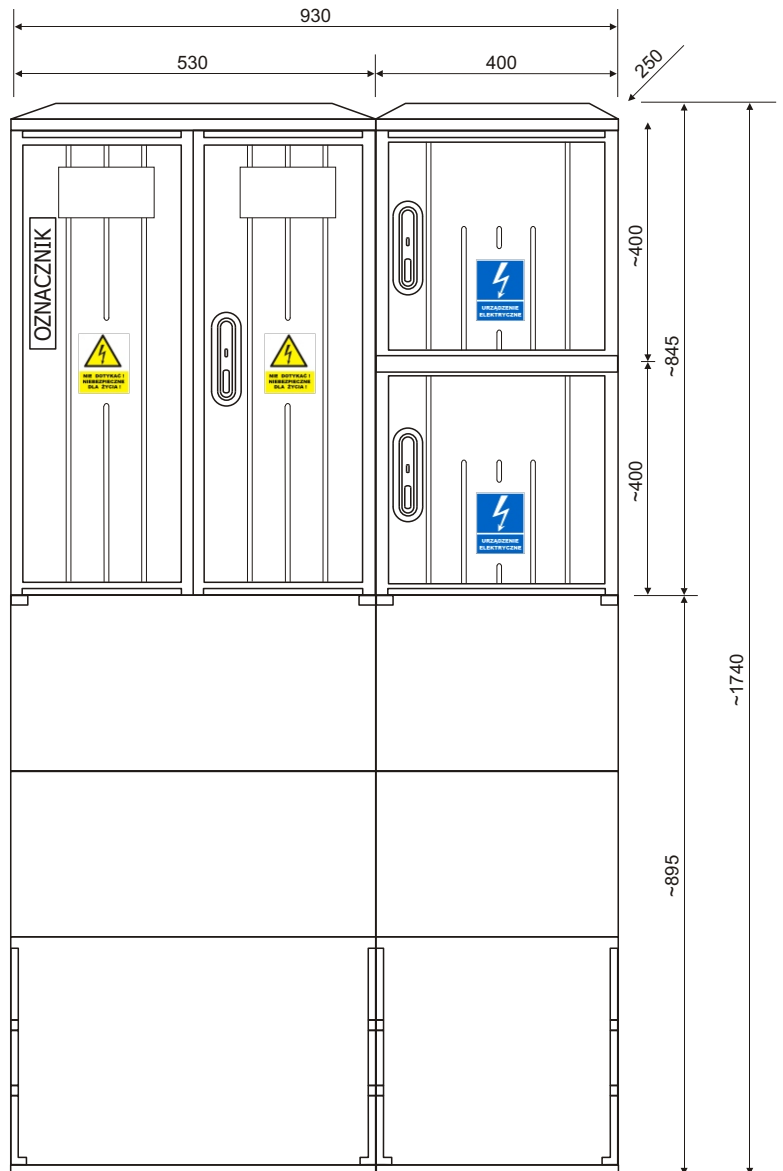 930
530
400
250
OZNACZNIK
NIE DOTYKAĆ !
NIEBEZPIECZNE
DLA ŻYCIA !
NIE DOTYKAĆ !
NIEBEZPIECZNE
DLA ŻYCIA !
URZĄDZENIE
ELEKTRYCZNE
~400
~845
URZĄDZENIE
ELEKTRYCZNE
~400
~1740
~895